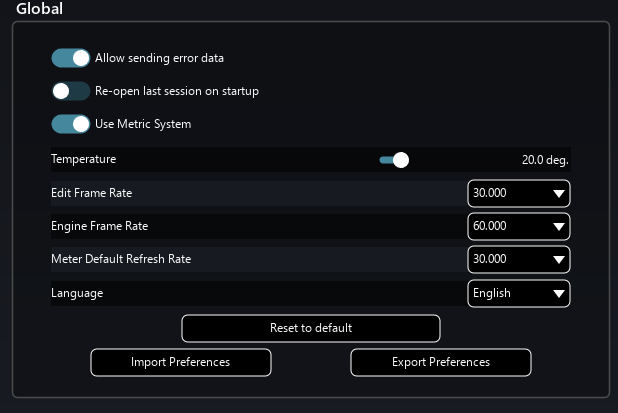 Global
Allow sending error data
Re-open last session on startup
Use Metric System
Temperature 20.0 deg.
Edit Frame Rate 30.000
Engine Frame Rate 60.000
Meter Default Refresh Rate 30.000
Language English
Reset to default
Import Preferences Export Preferences